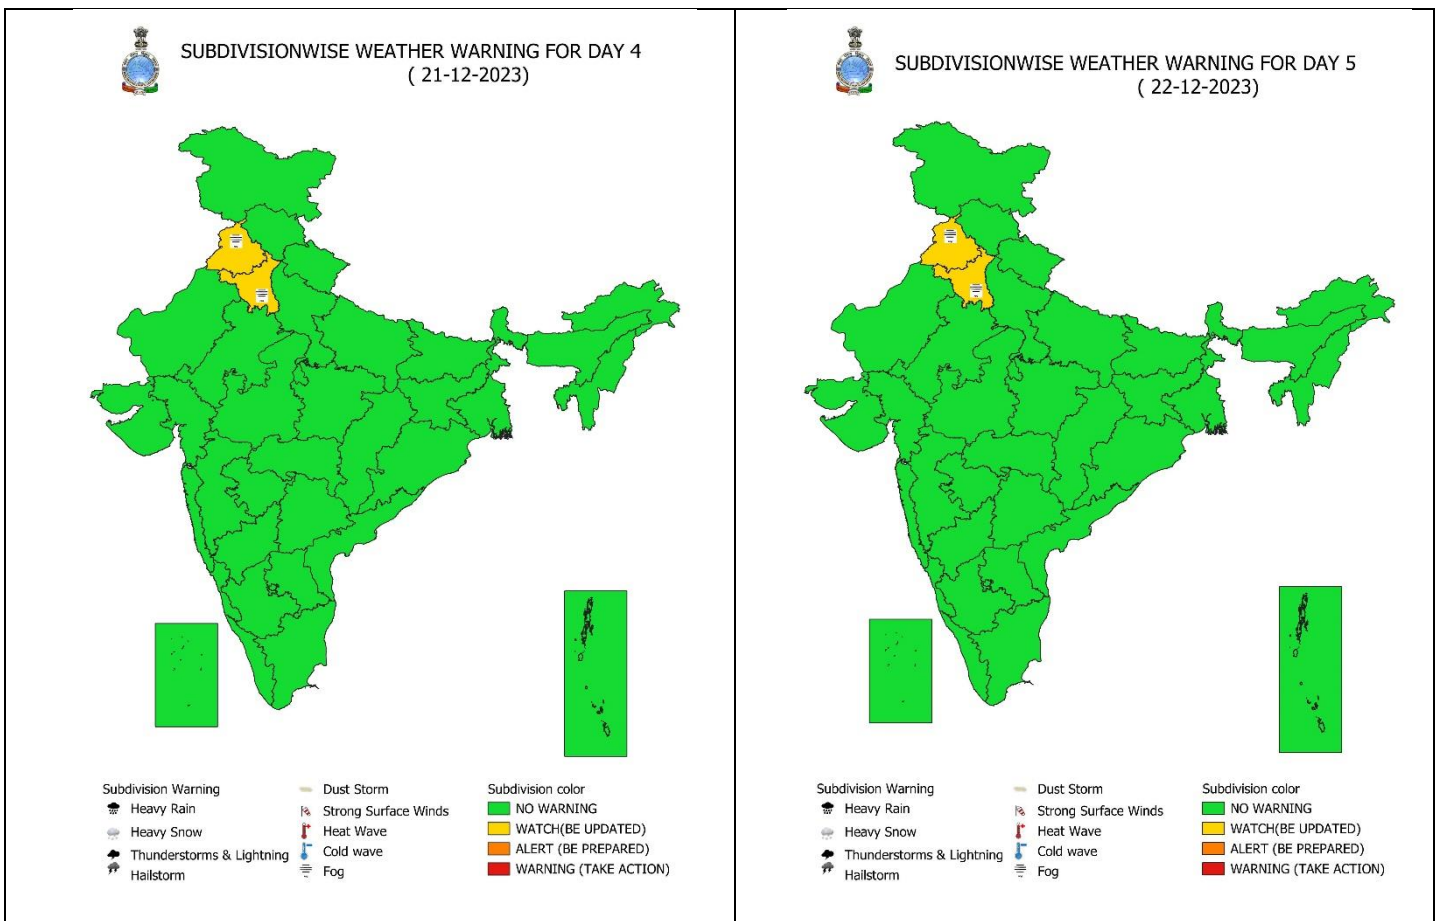 SUBDIVISIONWISE WEATHER WARNING FOR DAY 4
( 21-12-2023)
Subdivision Warning
Heavy Rain
Heavy Snow
Thunderstorms & Lightning
Hailstorm
Dust Storm
Strong Surface Winds
Heat Wave
Cold wave
Fog
Subdivision color
NO WARNING
WATCH(BE UPDATED)
ALERT (BE PREPARED)
WARNING (TAKE ACTION)
SUBDIVISIONWISE WEATHER WARNING FOR DAY 5
( 22-12-2023)
Subdivision Warning
Heavy Rain
Heavy Snow
Thunderstorms & Lightning
Hailstorm
Dust Storm
Strong Surface Winds
Heat Wave
Cold wave
Fog
Subdivision color
NO WARNING
WATCH(BE UPDATED)
ALERT (BE PREPARED)
WARNING (TAKE ACTION)